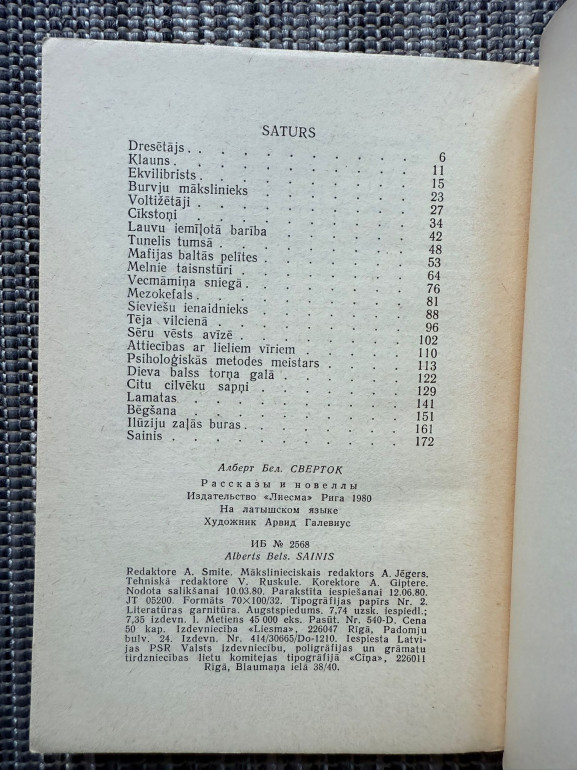 SATURS
Dresētājs . . . . . . . . . . 6
Klauns . . . . . . . . . . 11
Ekvilibrists . . . . . . . . . . 15
Burvju mākslinieks . . . . . . . 23
Voltižētāji . . . . . . . . . . 27
Cikstoņi . . . . . . . . . . 34
Lauvu iemīļotā barība . . . . . . 42
Tunelis tumsā . . . . . . . . . 48
Mafijas baltās pelītes . . . . . . 53
Melnie taisnstūri . . . . . . . . 64
Vecmāmiņa sniegā . . . . . . . 76
Mezokefals . . . . . . . . . . 81
Sieviešu ienaidnieks . . . . . . . 88
Tēja vilcienā . . . . . . . . . 96
Sēru vēsts avīzē . . . . . . . . 102
Attiecības ar lieliem vīriem . . . . 110
Psiholoģiskās metodes meistars . . . 113
Dieva balss torņa galā . . . . . . 122
Citu cilvēku sapņi . . . . . . . 129
Lamatas . . . . . . . . . . 141
Bēgšana . . . . . . . . . . 151
Ilūziju zaļās buras . . . . . . . 161
Sainis . . . . . . . . . . 172
Алберт Бел. СВЕРТОК
Рассказы и новеллы
Издательство «Лиесма» Рига 1980
На латышском языке
Художник Арвид Галевиус
ИБ № 2568
Alberts Bels. SAINIS
Redaktore A. Smite. Mākslinieciskais redaktors A. Jēgers.
Tehniskā redaktore V. Ruskule. Korektore A. Giptere.
Nodota salikšanai 10.03.80. Parakstīta iespiešanai 12.06.80.
JT 05200. Formāts 70×100/32. Tipogrāfijas papīrs Nr. 2.
Literatūras garnitūra. Augstspiedums. 7,74 uzsk. iespiedl.;
7,35 izdevn. l. Metiens 45 000 eks. Pasūt. Nr. 540-D. Cena
50 kap. Izdevniecība «Liesma», 226047 Rīgā, Padomju
bulv. 24. Izdevn. Nr. 414/30665/Do-1210. Iespiesta Latvi-
jas PSR Valsts izdevniecību, poligrāfijas un grāmatu
tirdzniecības lietu komitejas tipogrāfijā «Cīņa», 226011
Rīgā, Blaumaņa ielā 38/40.